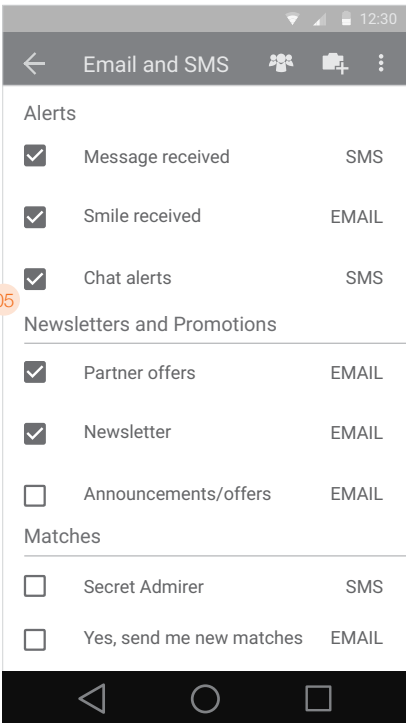 12:30
Email and SMS
Alerts
Message received SMS
Smile received EMAIL
Chat alerts SMS
05
Newsletters and Promotions
Partner offers EMAIL
Newsletter EMAIL
Announcements/offers EMAIL
Matches
Secret Admirer SMS
Yes, send me new matches EMAIL